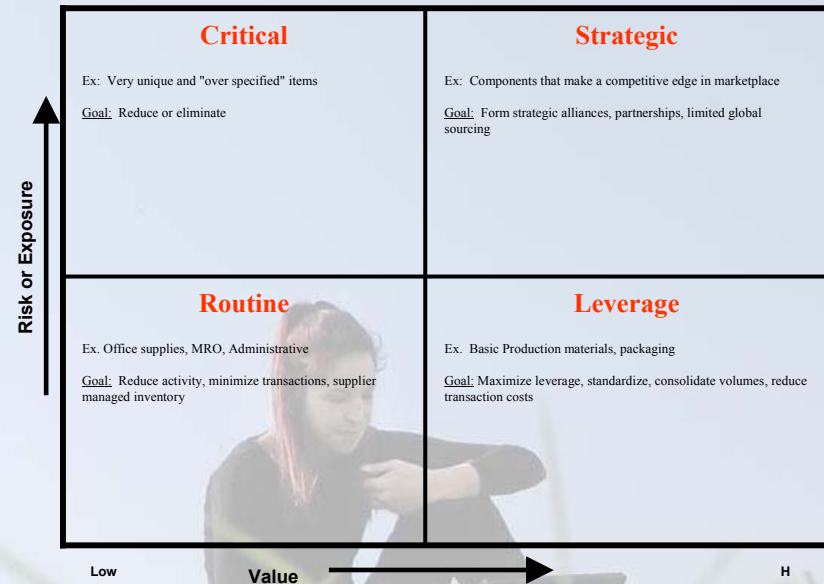 Critical
Ex:  Very unique and "over specified" items
Goal:  Reduce or eliminate
Strategic
Ex:  Components that make a competitive edge in marketplace
Goal:  Form strategic alliances, partnerships, limited global
sourcing
Risk or Exposure
Routine
Ex. Office supplies, MRO, Administrative
Goal:  Reduce activity, minimize transactions, supplier
managed inventory
Leverage
Ex.  Basic Production materials, packaging
Goal: Maximize leverage, standardize, consolidate volumes, reduce
transaction costs
Low
Value
H